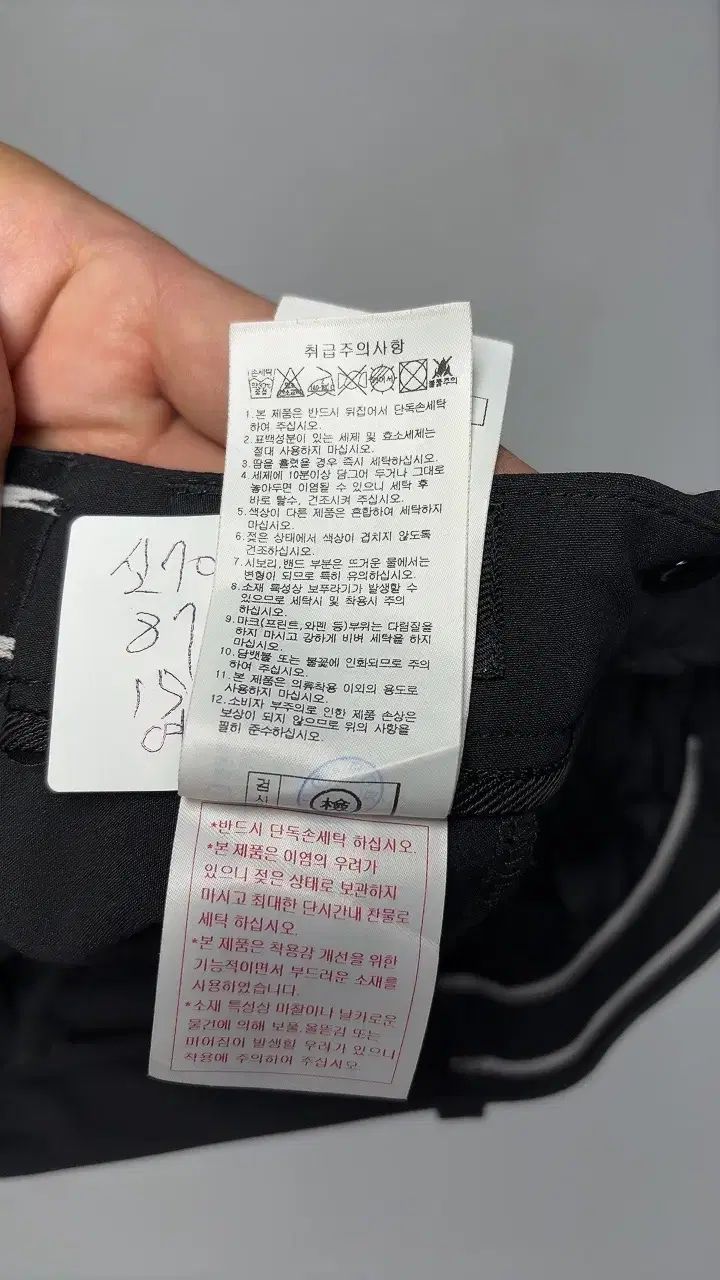 취급주의사항
손세탁
1. 본 제품은 반드시 뒤집어서 단독손세탁
하여 주십시오.
2. 표백성분이 있는 세제 및 효소세제는
절대 사용하지 마십시오.
3. 땀을 흘렸을 경우 즉시 세탁하십시오.
4. 세제에 10분이상 담그어 두거나 그대로
놓아두면 이염될 수 있으니 세탁 후
바로 탈수, 건조시켜 주십시오.
5. 색상이 다른 제품은 혼합하여 세탁하지
마십시오.
6. 젖은 상태에서 색상이 겹치지 않도록
건조하십시오.
7. 시보리,밴드 부분은 뜨거운 물에서는
변형이 되므로 특히 유의하십시오.
8. 소재 특성상 보푸라기가 발생할 수
있으므로 세탁시 및 착용시 주의
하십시오.
9. 마크(프린트,와펜 등)부위는 다림질을
하지 마시고 강하게 비벼 세탁을 하지
마십시오.
10. 담뱃불 또는 불꽃에 인화되므로 주의
하여 주십시오.
11. 본 제품은 의류착용 이외의 용도로
사용하지 마십시오.
12. 소비자 부주의로 인한 제품 손상은
보상이 되지 않으므로 위의 사항을
필히 준수하십시오.
검
사
檢
*반드시 단독손세탁 하십시오.
*본 제품은 이염의 우려가
있으니 젖은 상태로 보관하지
마시고 최대한 단시간내 찬물로
세탁 하십시오.
*본 제품은 착용감 개선을 위한
기능적이면서 부드러운 소재를
사용하였습니다.
*소재 특성상 마찰이나 날카로운
물건에 의해 보풀,올뜯김 또는
미어짐이 발생할 우려가 있으니
착용에 주의하여 주십시오.